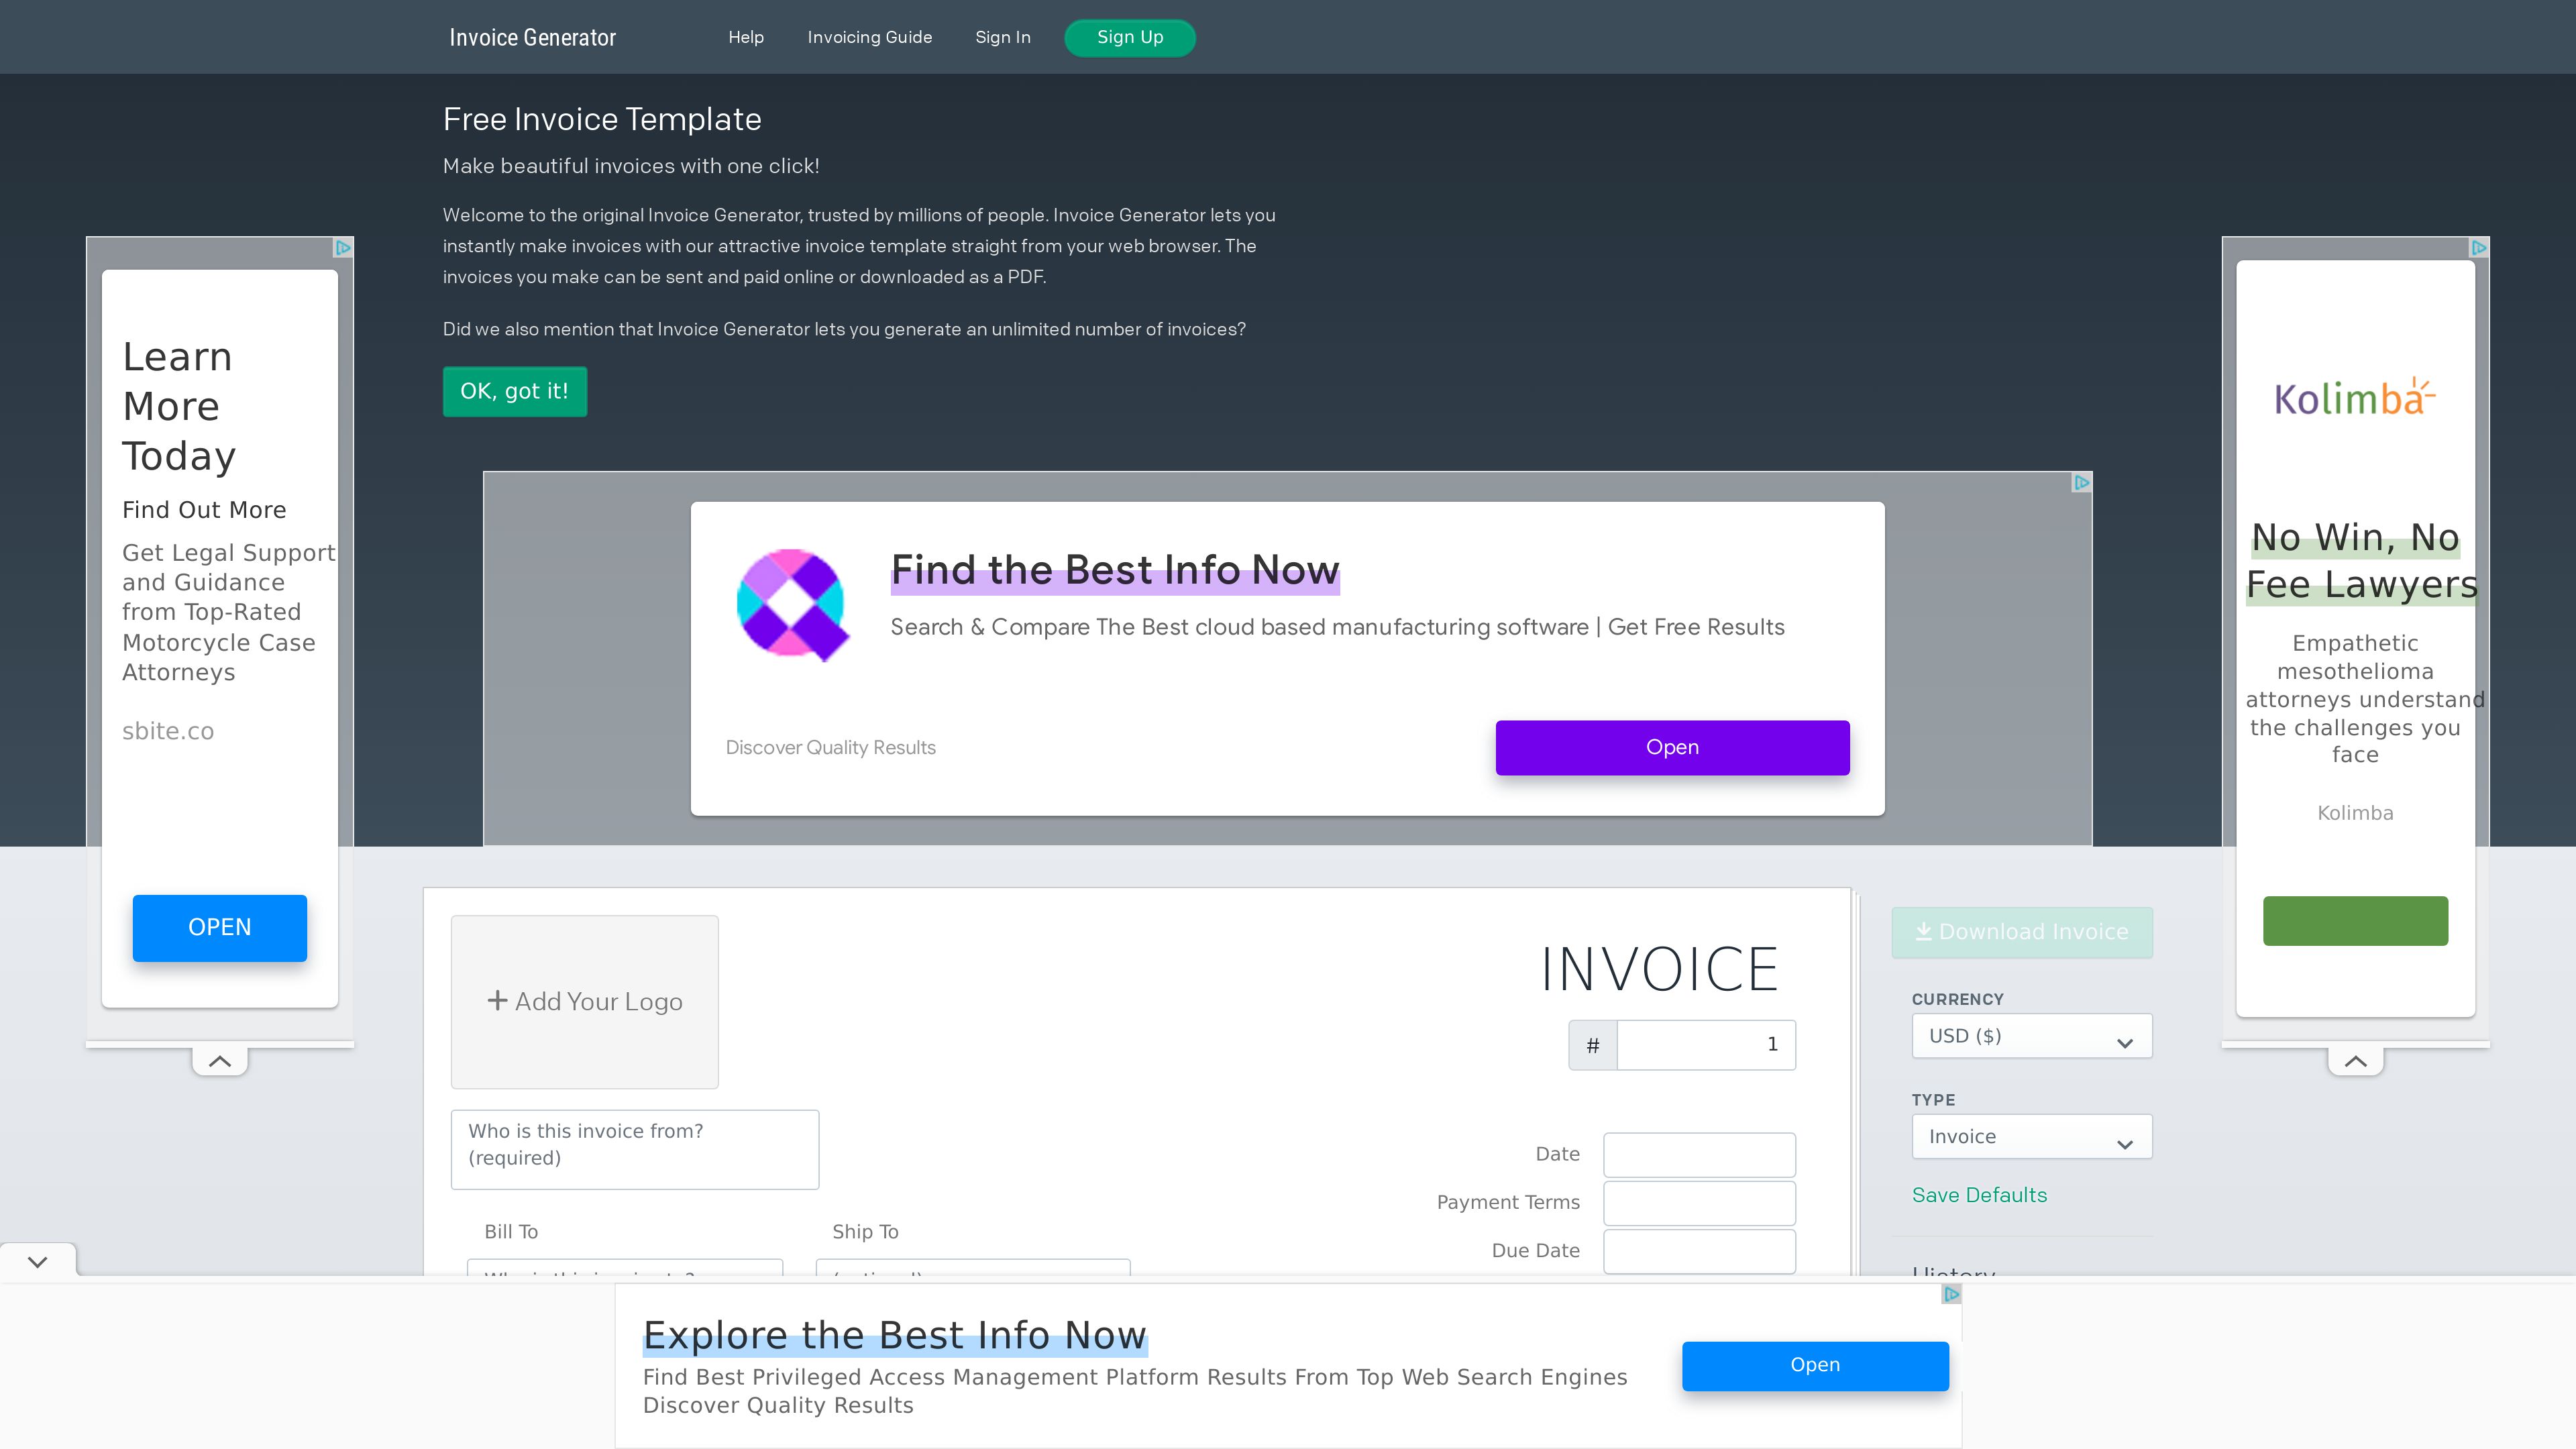 Invoice Generator
Help
Invoicing Guide
Sign In
Sign Up
Free Invoice Template
Make beautiful invoices with one click!
Welcome to the original Invoice Generator, trusted by millions of people. Invoice Generator lets you
instantly make invoices with our attractive invoice template straight from your web browser. The
invoices you make can be sent and paid online or downloaded as a PDF.
Did we also mention that Invoice Generator lets you generate an unlimited number of invoices?
OK, got it!
Learn
More
Today
Find Out More
Get Legal Support
and Guidance
from Top-Rated
Motorcycle Case
Attorneys
sbite.co
OPEN
Find the Best Info Now
Search & Compare The Best cloud based manufacturing software | Get Free Results
Discover Quality Results
Open
Kolimba
No Win, No
Fee Lawyers
Empathetic
mesothelioma
attorneys understand
the challenges you
face
Kolimba
+ Add Your Logo
INVOICE
# 1
Who is this invoice from?
(required)
Bill To
Ship To
Date
Payment Terms
Due Date
Download Invoice
CURRENCY
USD ($)
TYPE
Invoice
Save Defaults
History
Explore the Best Info Now
Find Best Privileged Access Management Platform Results From Top Web Search Engines
Discover Quality Results
Open